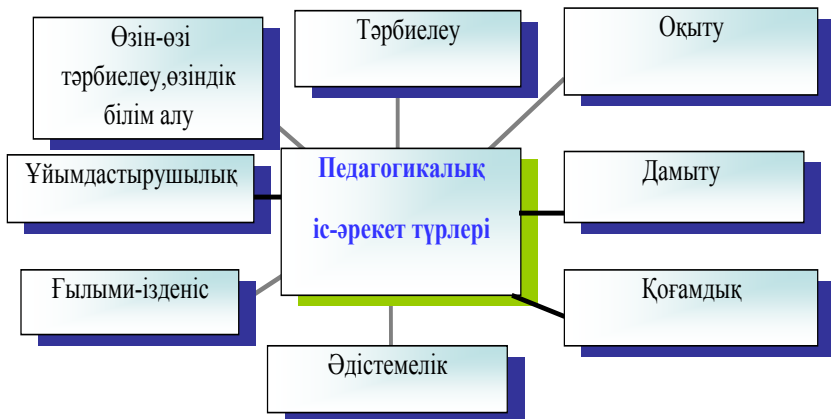 Өзін-өзі
тәрбиелеу,өзіндік
білім алу
Тәрбиелеу
Оқыту
Ұйымдастырушылық
Педагогикалық
іс-әрекет түрлері
Дамыту
Ғылыми-ізденіс
Қоғамдық
Әдістемелік